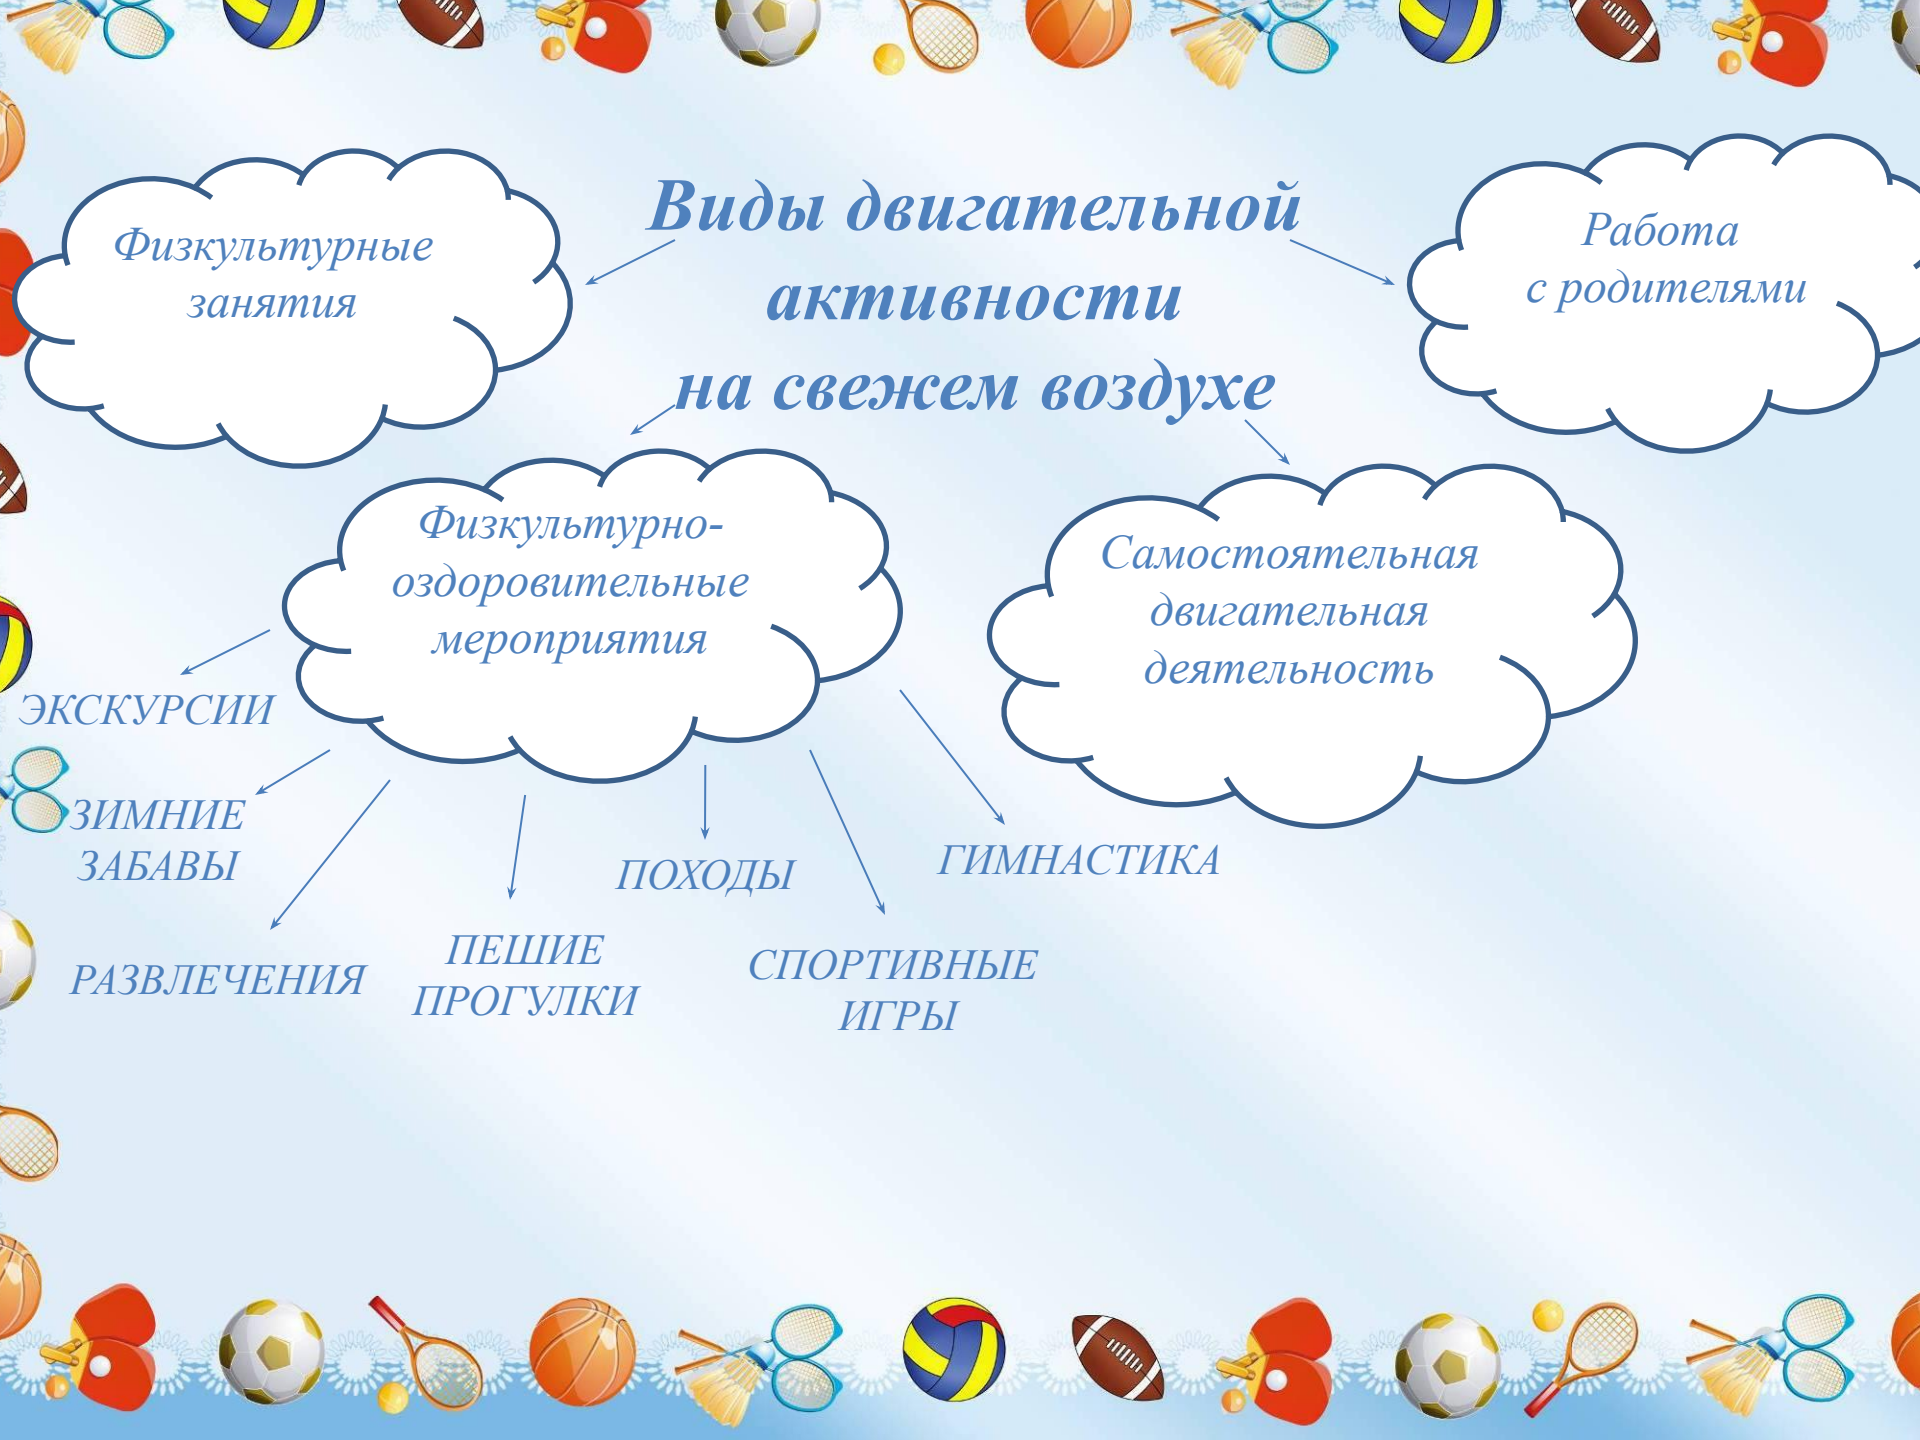 Виды двигательной
активности
на свежем воздухе
Физкультурные
занятия
Работа
с родителями
Физкультурно-
оздоровительные
мероприятия
Самостоятельная
двигательная
деятельность
ЭКСКУРСИИ
ЗИМНИЕ
ЗАБАВЫ
РАЗВЛЕЧЕНИЯ
ПЕШИЕ
ПРОГУЛКИ
ПОХОДЫ
СПОРТИВНЫЕ
ИГРЫ
ГИМНАСТИКА